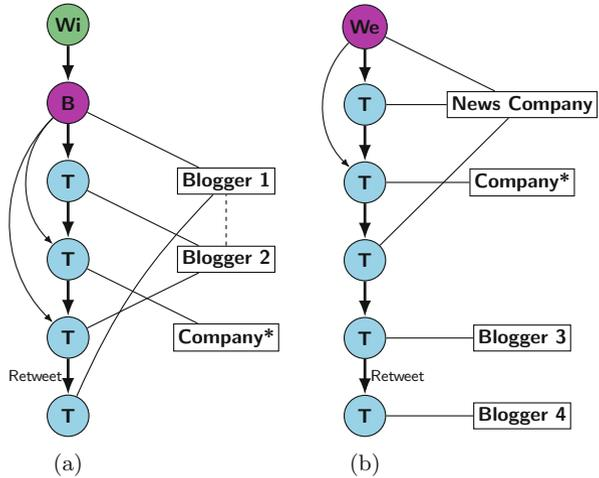 Wi
B
T
Blogger 1
T
Blogger 2
T
Company*
Retweet
T
(a)
We
T
News Company
T
Company*
T
T
Blogger 3
Retweet
T
Blogger 4
(b)